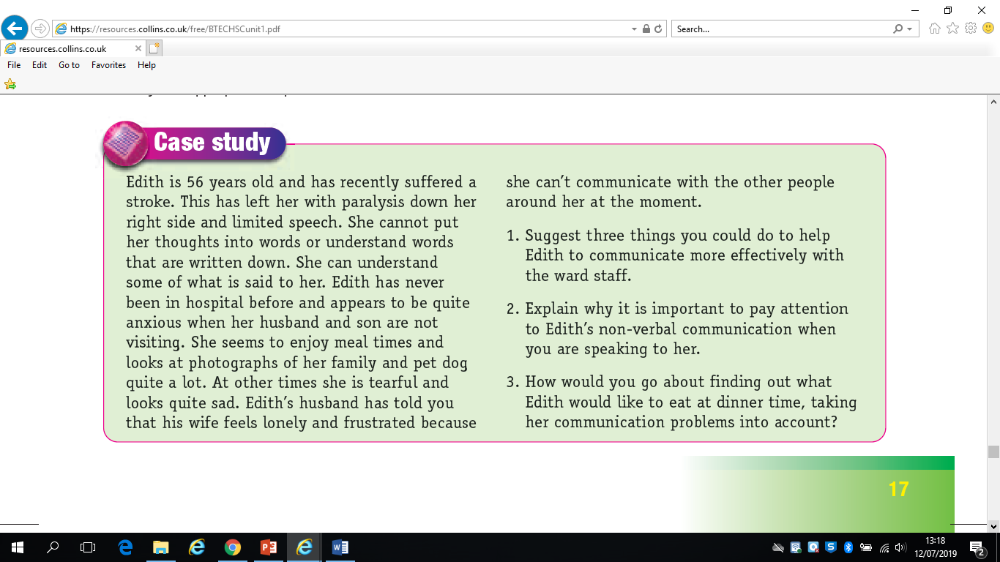 https://resources.collins.co.uk/free/BTECHSCunit1.pdf
Search...
resources.collins.co.uk
File Edit Go to Favorites Help
Case study
Edith is 56 years old and has recently suffered a
stroke. This has left her with paralysis down her
right side and limited speech. She cannot put
her thoughts into words or understand words
that are written down. She can understand
some of what is said to her. Edith has never
been in hospital before and appears to be quite
anxious when her husband and son are not
visiting. She seems to enjoy meal times and
looks at photographs of her family and pet dog
quite a lot. At other times she is tearful and
looks quite sad. Edith’s husband has told you
that his wife feels lonely and frustrated because
she can’t communicate with the other people
around her at the moment.
1. Suggest three things you could do to help
Edith to communicate more effectively with
the ward staff.
2. Explain why it is important to pay attention
to Edith’s non-verbal communication when
you are speaking to her.
3. How would you go about finding out what
Edith would like to eat at dinner time, taking
her communication problems into account?
17
13:18
12/07/2019
2